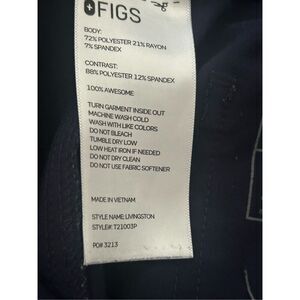 FIGS
BODY:
72% POLYESTER 21% RAYON
7% SPANDEX
CONTRAST:
88% POLYESTER 12% SPANDEX
100% AWESOME
TURN GARMENT INSIDE OUT
MACHINE WASH COLD
WASH WITH LIKE COLORS
DO NOT BLEACH
TUMBLE DRY LOW
LOW HEAT IRON IF NEEDED
DO NOT DRY CLEAN
DO NOT USE FABRIC SOFTENER
MADE IN VIETNAM
STYLE NAME: LIVINGSTON
STYLE#: T21003P
PO# 3213